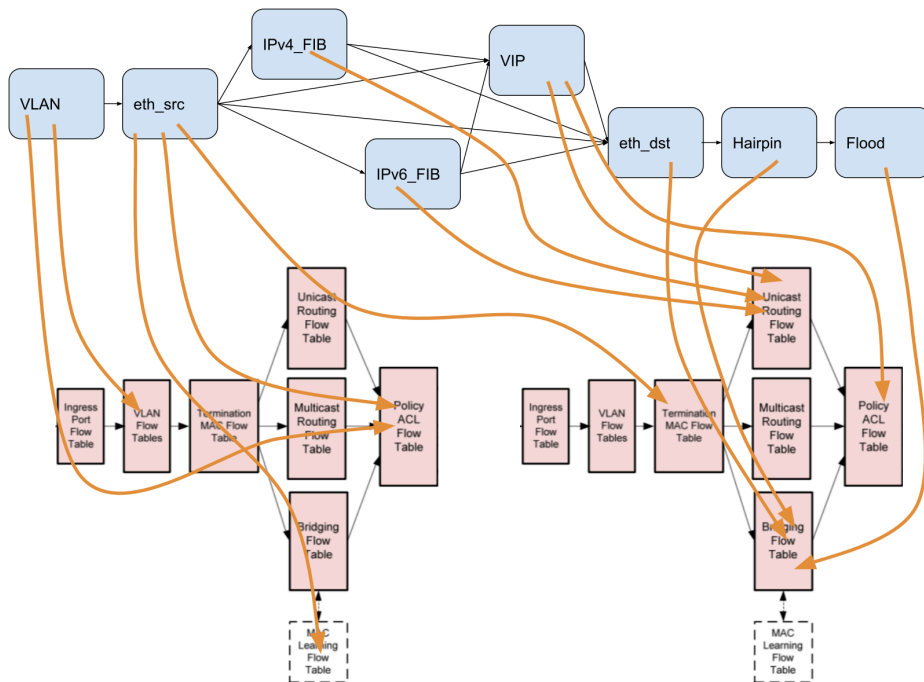 IPv4_FIB
VIP
VLAN
eth_src
eth_dst
Hairpin
Flood
IPv6_FIB
Unicast
Routing
Flow
Table
Ingress
Port
Flow
Table
VLAN
Flow
Tables
Termination
MAC Flow
Table
Multicast
Routing
Flow
Table
Policy
ACL
Flow
Table
Bridging
Flow
Table
MAC
Learning
Flow
Table
Unicast
Routing
Flow
Table
Ingress
Port
Flow
Table
VLAN
Flow
Tables
Termination
MAC Flow
Table
Multicast
Routing
Flow
Table
Policy
ACL
Flow
Table
Bridging
Flow
Table
MAC
Learning
Flow
Table